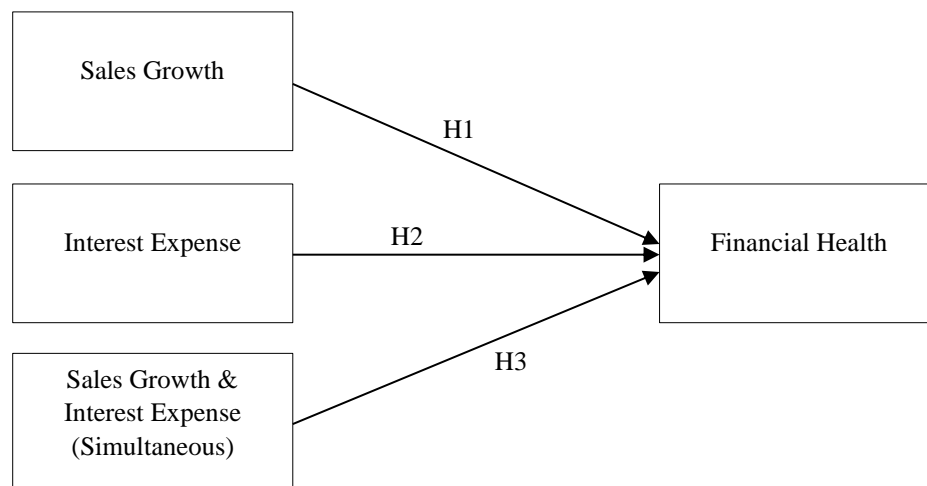 Sales Growth
H1
Interest Expense
H2
Financial Health
Sales Growth &
Interest Expense
(Simultaneous)
H3